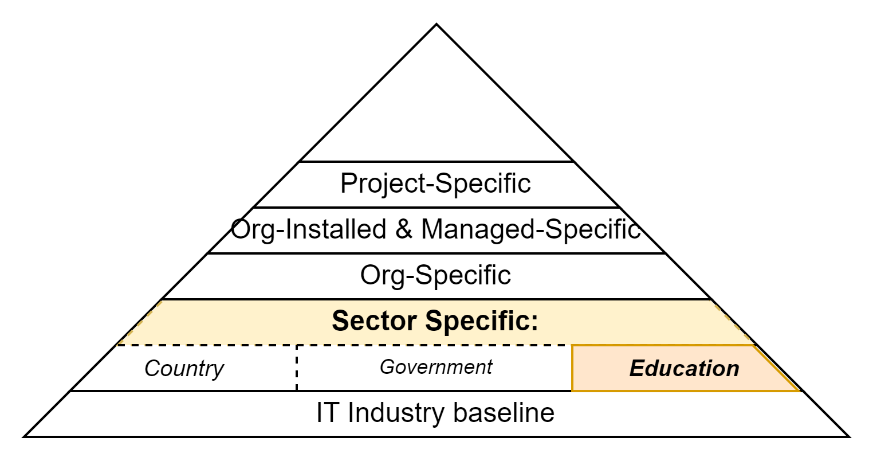 Project-Specific
Org-Installed & Managed-Specific
Org-Specific
Sector Specific:
Country Government Education
IT Industry baseline